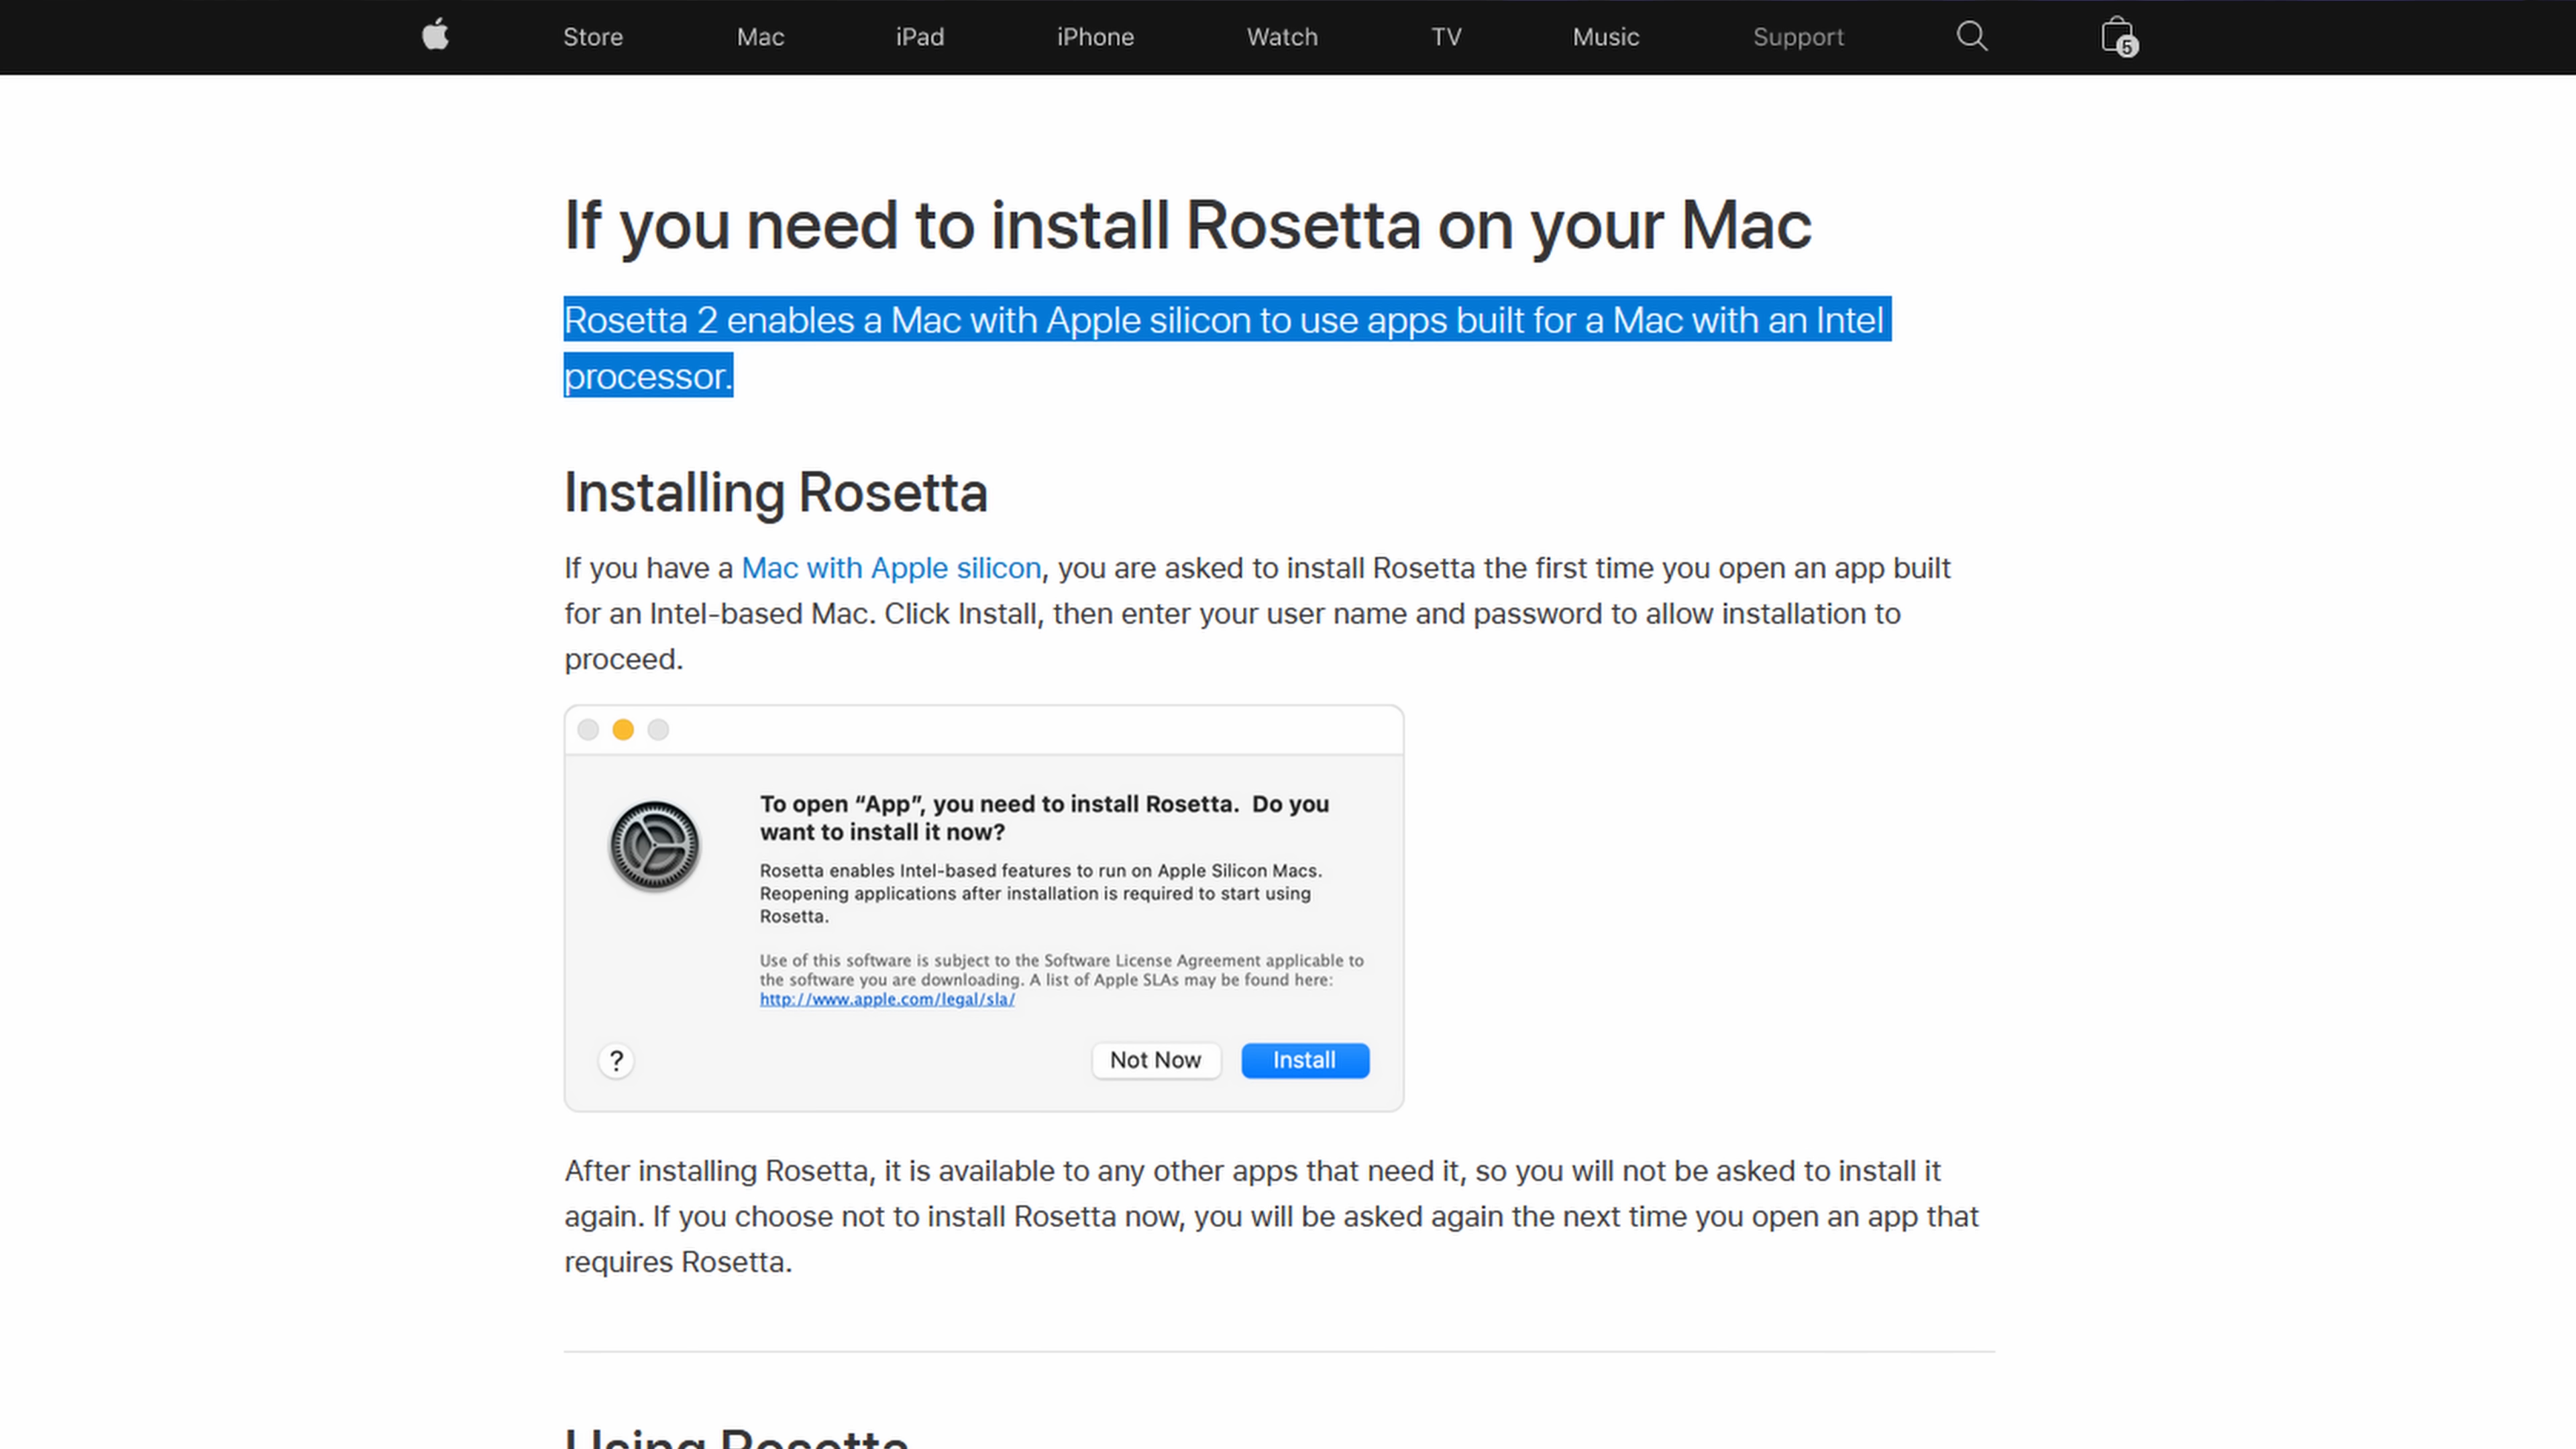 Store Mac iPad iPhone Watch TV Music Support 5
If you need to install Rosetta on your Mac
Rosetta 2 enables a Mac with Apple silicon to use apps built for a Mac with an Intel
processor.
Installing Rosetta
If you have a Mac with Apple silicon, you are asked to install Rosetta the first time you open an app built
for an Intel-based Mac. Click Install, then enter your user name and password to allow installation to
proceed.
To open “App”, you need to install Rosetta.  Do you
want to install it now?
Rosetta enables Intel-based features to run on Apple Silicon Macs.
Reopening applications after installation is required to start using
Rosetta.
Use of this software is subject to the Software License Agreement applicable to
the software you are downloading. A list of Apple SLAs may be found here:
http://www.apple.com/legal/sla/
? Not Now Install
After installing Rosetta, it is available to any other apps that need it, so you will not be asked to install it
again. If you choose not to install Rosetta now, you will be asked again the next time you open an app that
requires Rosetta.
Using Rosetta